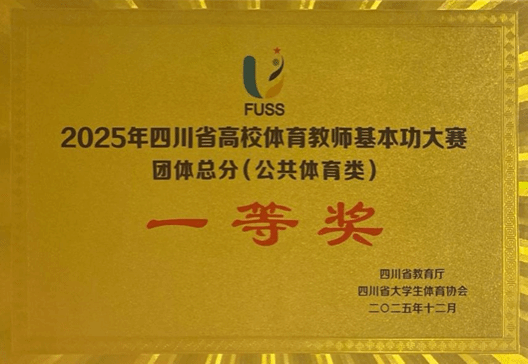 FUSS
2025年四川省高校体育教师基本功大赛
团体总分(公共体育类)
一等奖
四川省教育厅
四川省大学生体育协会
二〇二五年十二月